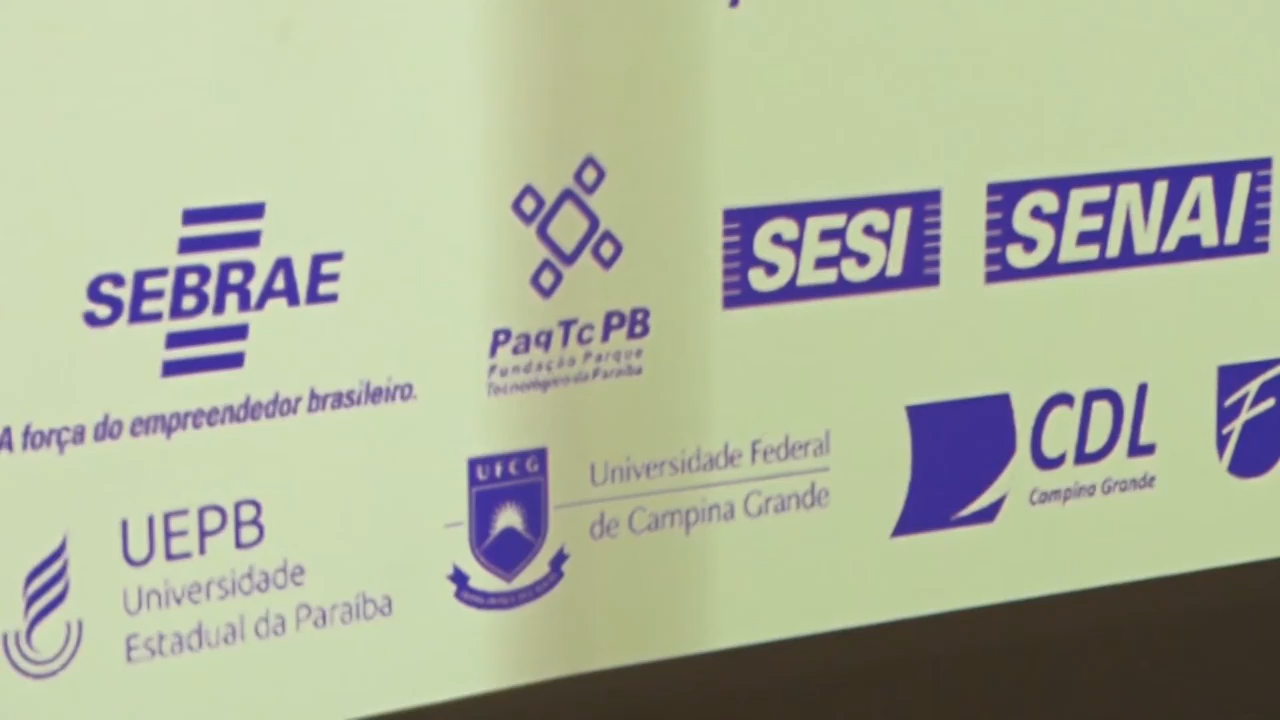 SEBRAE
A força do empreendedor brasileiro.
PaqTcPB
Fundação Parque
Tecnológico da Paraíba
SESI
SENAI
UEPB
Universidade
Estadual da Paraíba
UFCG
Universidade Federal
de Campina Grande
CDL
Campina Grande
F